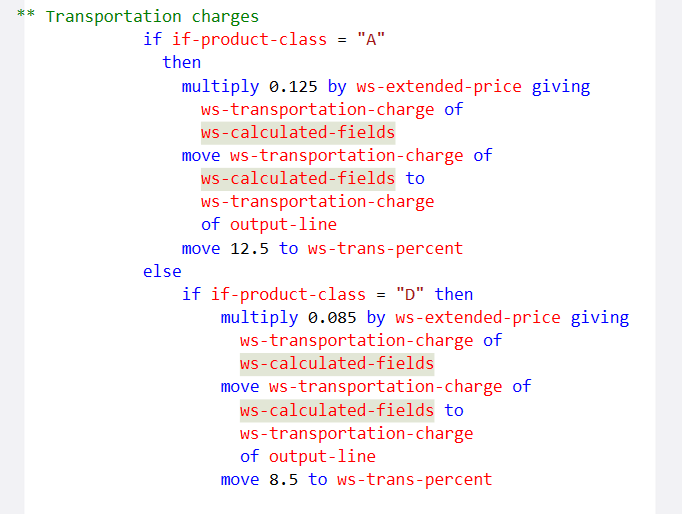 ** Transportation charges
if if-product-class = "A"
then
multiply 0.125 by ws-extended-price giving
ws-transportation-charge of
ws-calculated-fields
move ws-transportation-charge of
ws-calculated-fields to
ws-transportation-charge
of output-line
move 12.5 to ws-trans-percent
else
if if-product-class = "D" then
multiply 0.085 by ws-extended-price giving
ws-transportation-charge of
ws-calculated-fields
move ws-transportation-charge of
ws-calculated-fields to
ws-transportation-charge
of output-line
move 8.5 to ws-trans-percent